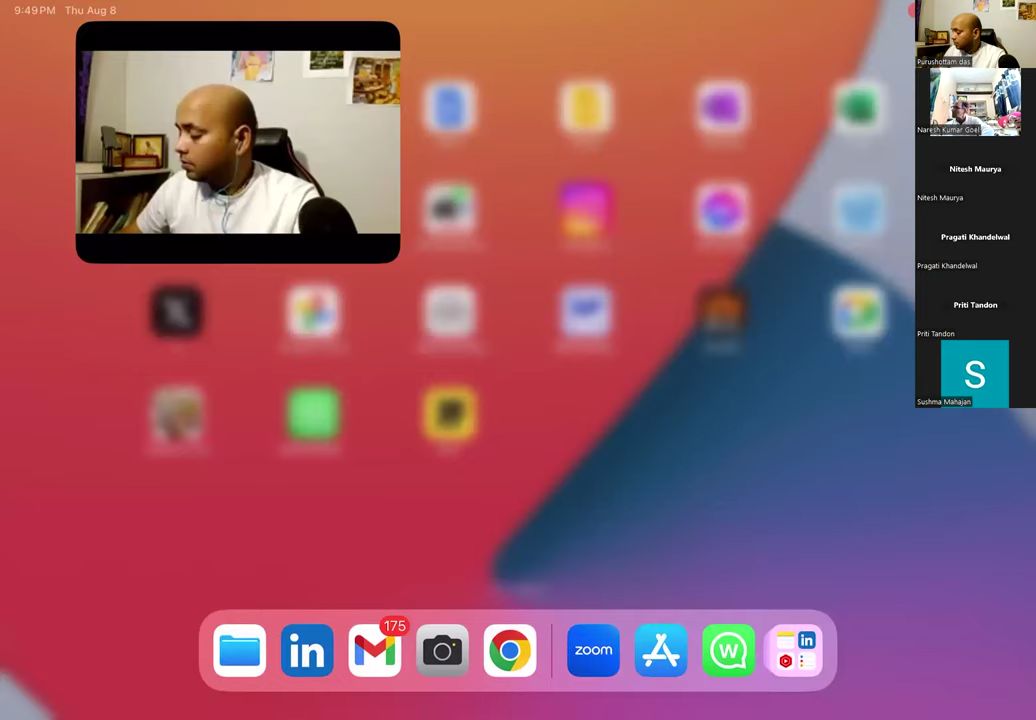 9:49 PM Thu Aug 8
Purushottam das
Naresh Kumar Goel
Nitesh Maurya
Nitesh Maurya
Pragati Khandelwal
Pragati Khandelwal
Priti Tandon
Priti Tandon
S
Sushma Mahajan
175
in
zoom
W
in